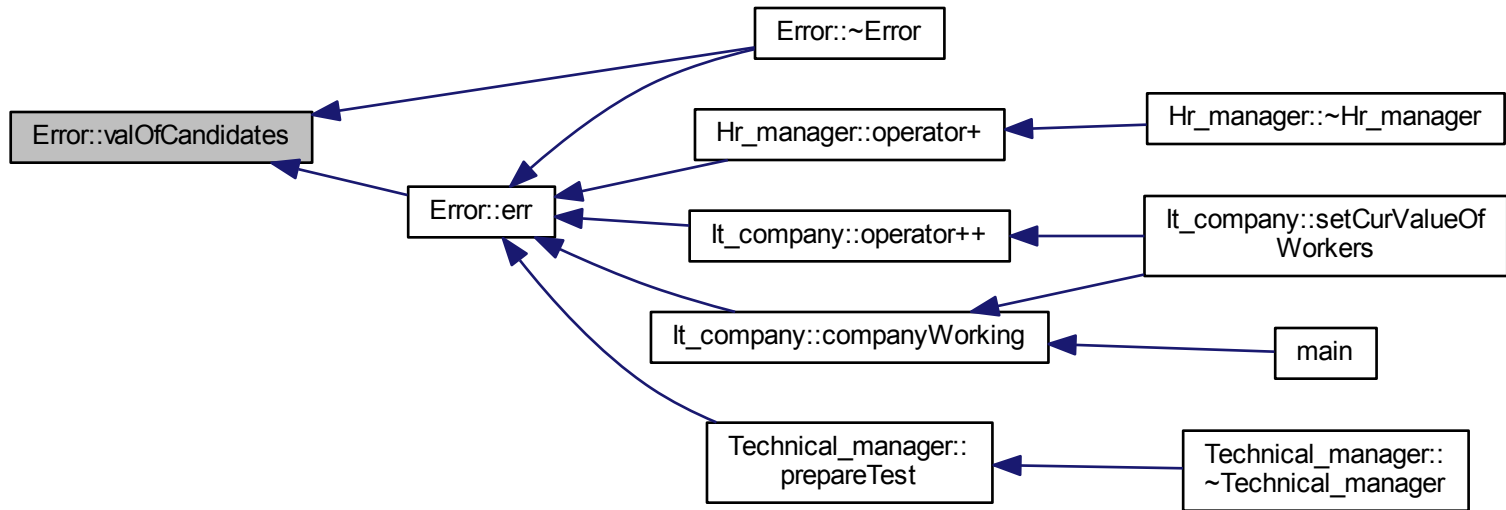 Error::~Error
Error::valOfCandidates
Hr_manager::operator+
Hr_manager::~Hr_manager
Error::err
It_company::operator++
It_company::setCurValueOf
Workers
It_company::companyWorking
main
Technical_manager::
prepareTest
Technical_manager::
~Technical_manager